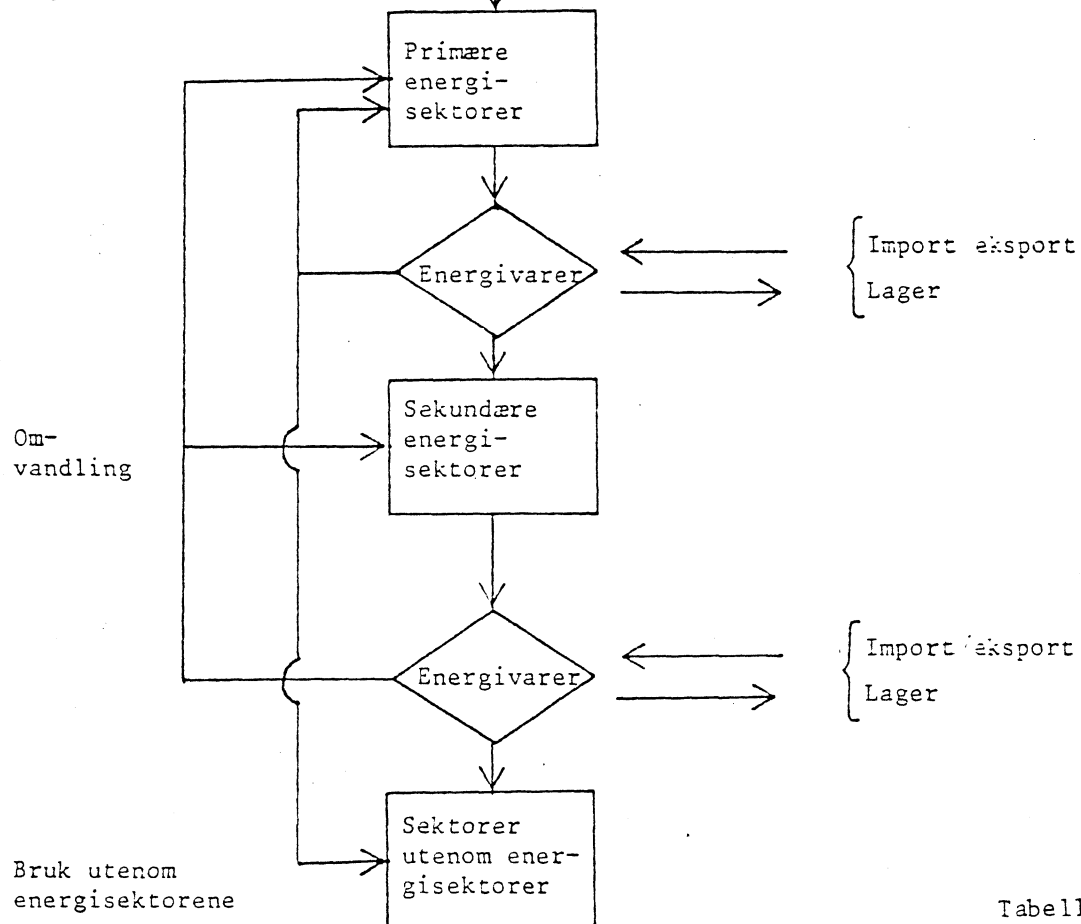 Primære
energi-
sektorer
Energivarer
Import eksport
Lager
Sekundære
energi-
sektorer
Om-
vandling
Energivarer
Import eksport
Lager
Sektorer
utenom ener-
gisektorer
Bruk utenom
energisektorene
Tabell